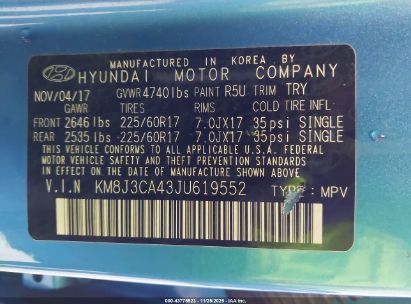 MANUFACTURED IN KOREA BY
HYUNDAI MOTOR COMPANY
NOV/04/17 GVWR 4740 lbs PAINT R5U TRIM TRY
GAWR TIRES RIMS COLD TIRE INFL.
FRONT 2646 lbs 225/60R17 7.0JX17 35psi SINGLE
REAR 2535 lbs 225/60R17 7.0JX17 35psi SINGLE
THIS VEHICLE CONFORMS TO ALL APPLICABLE U.S.A. FEDERAL
MOTOR VEHICLE SAFETY, BUMPER, AND THEFT PREVENTION
STANDARDS IN EFFECT ON THE DATE OF MANUFACTURE
SHOWN ABOVE.
V.I.N KM8J3CA43JU619552 TYPE: MPV